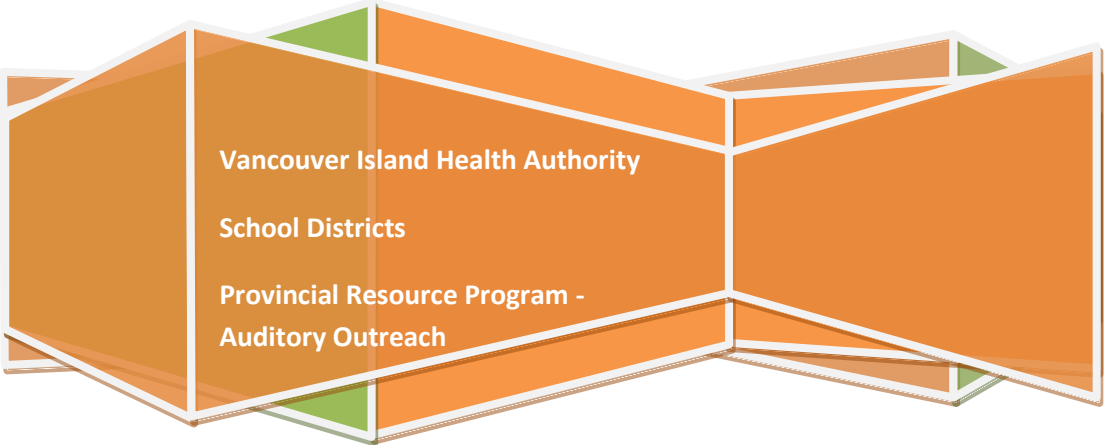 Vancouver Island Health Authority
School Districts
Provincial Resource Program -
Auditory Outreach